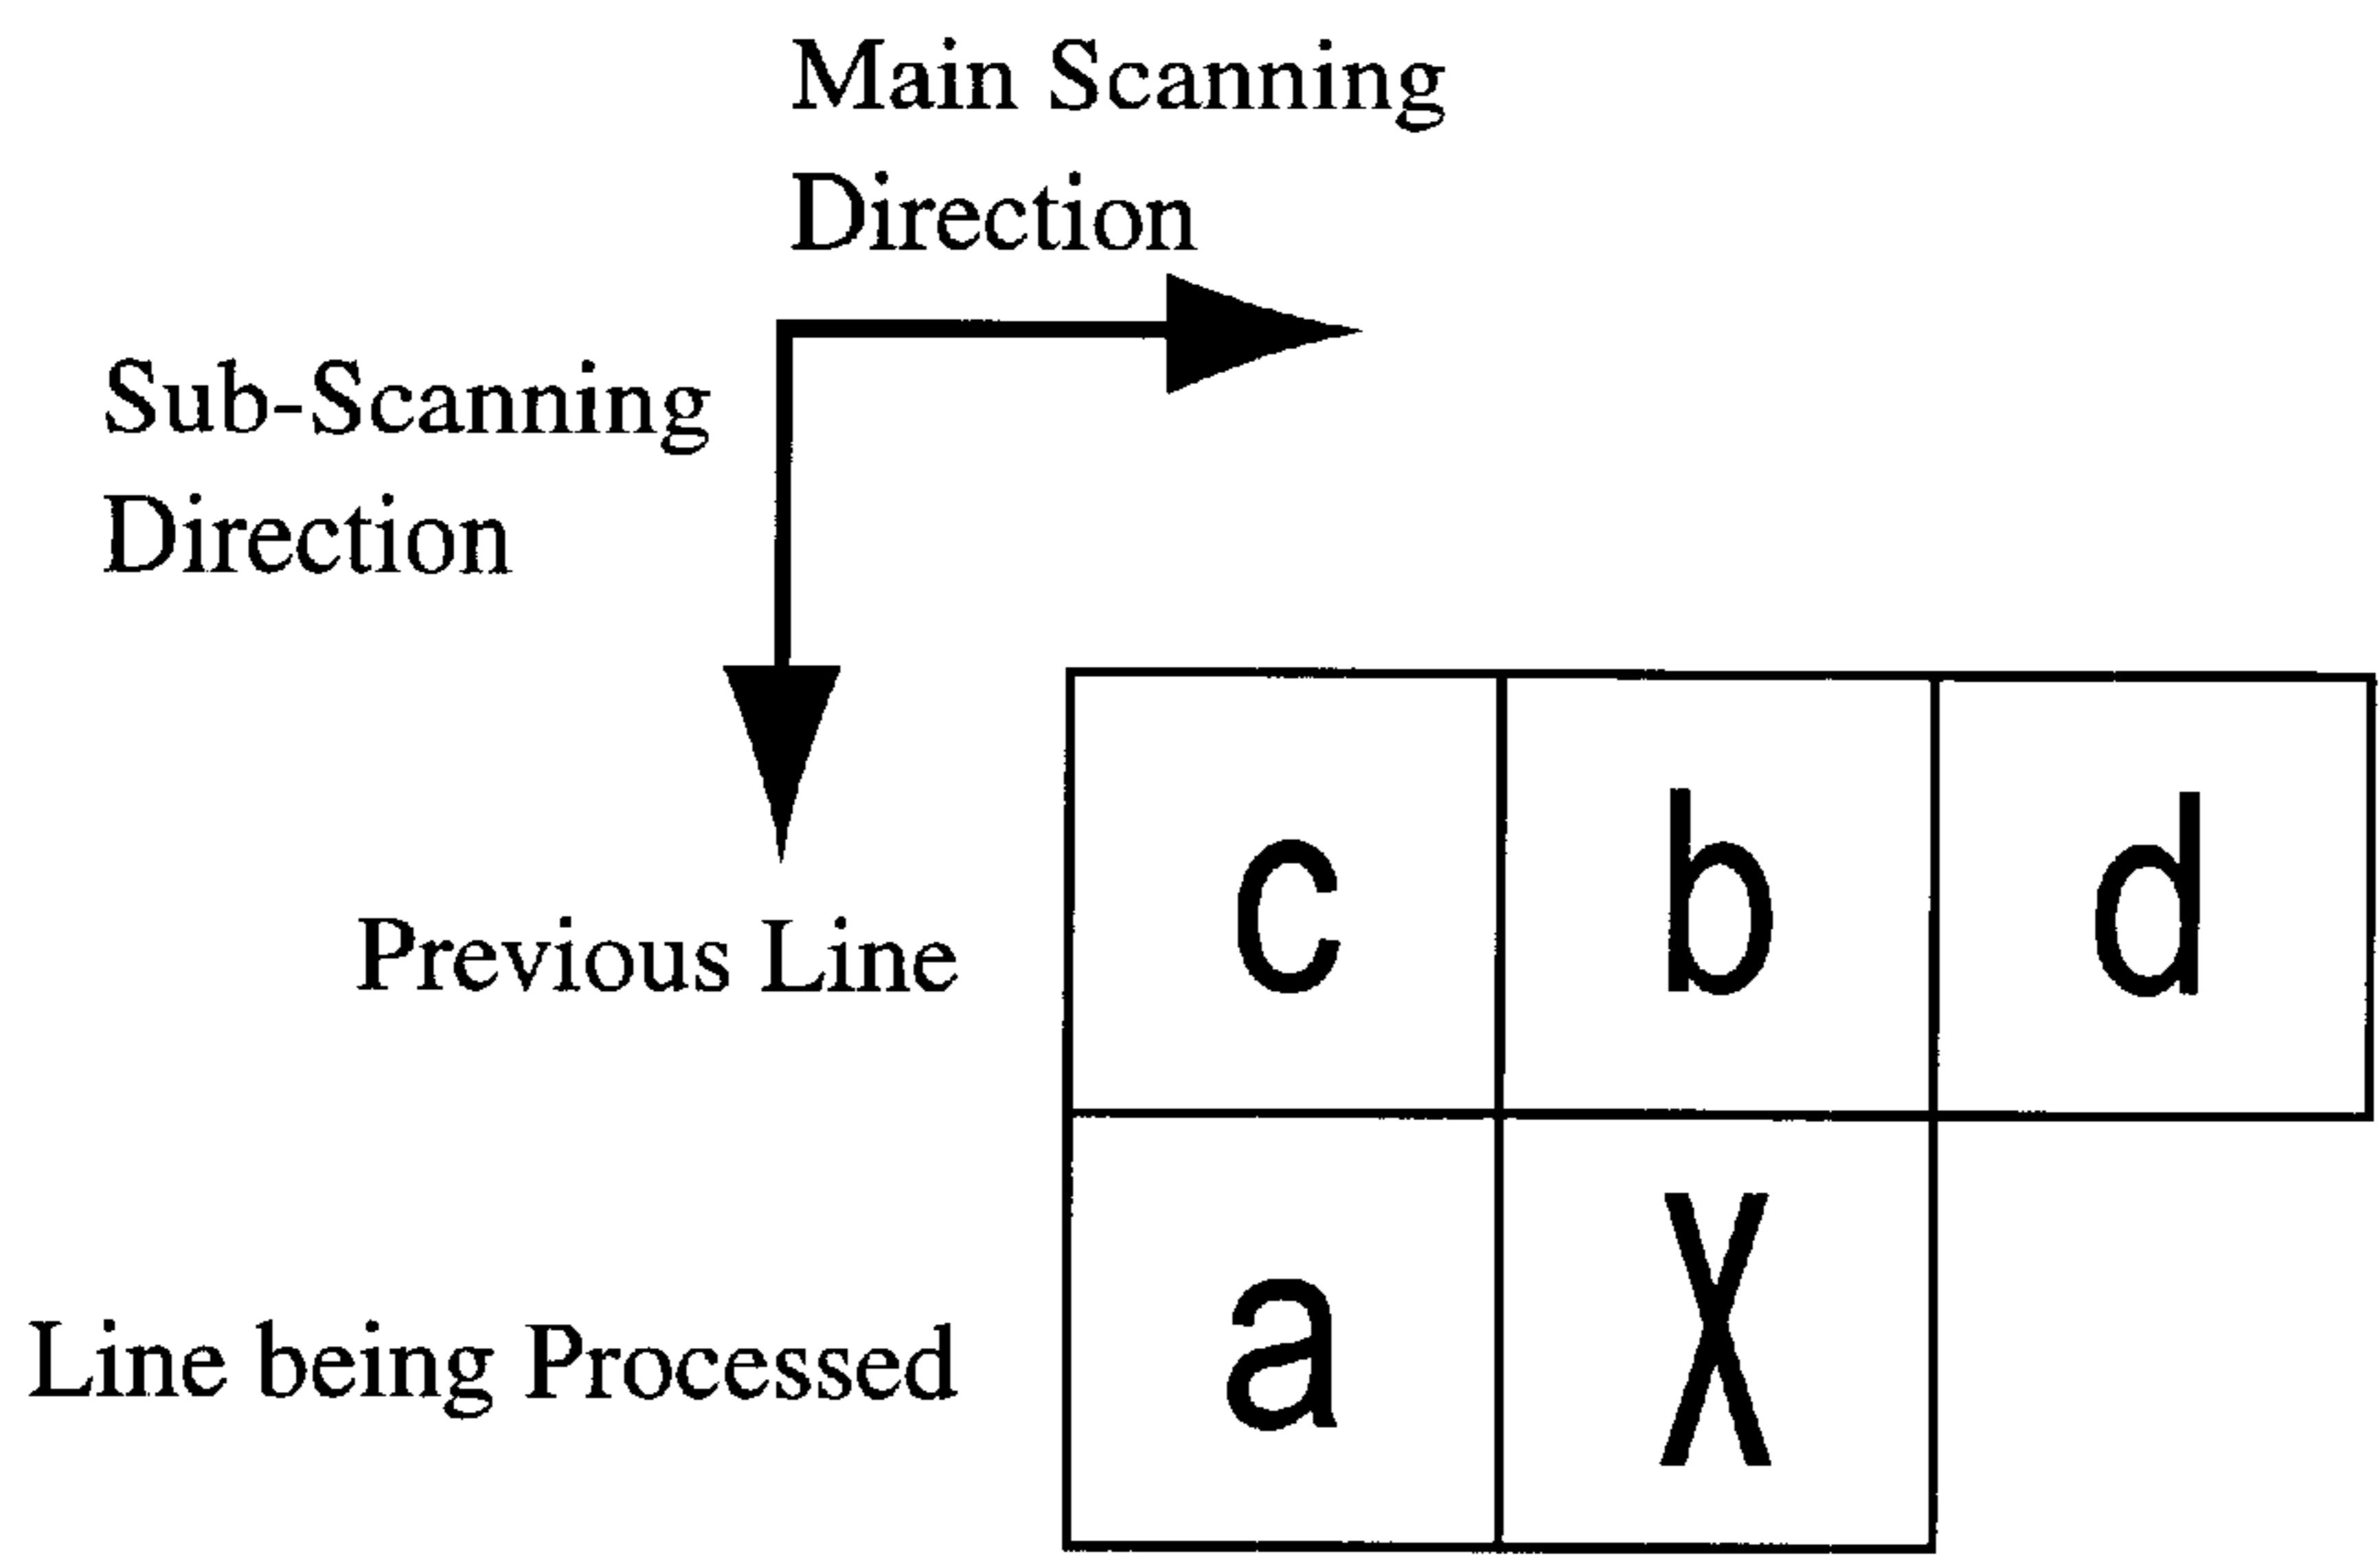 Main Scanning
Direction
Sub-Scanning
Direction
Previous Line
c b d
Line being Processed
a X